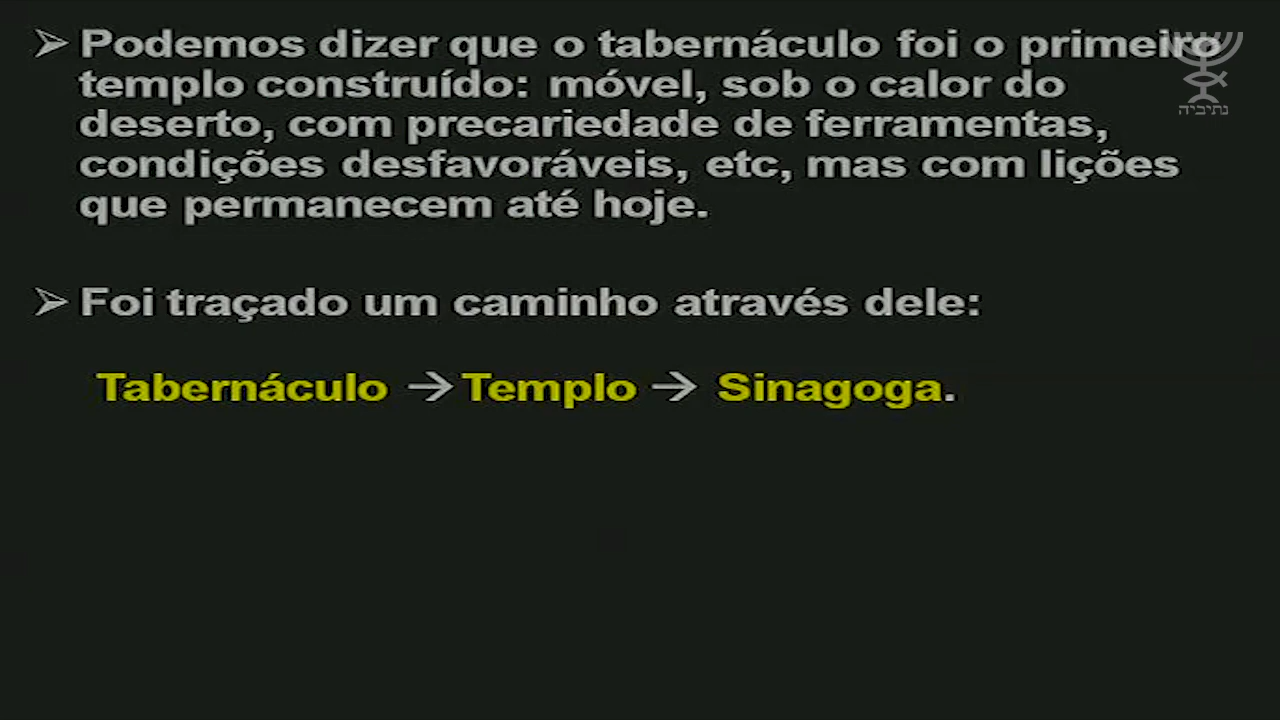 ➢ Podemos dizer que o tabernáculo foi o primeiro
templo construído: móvel, sob o calor do
deserto, com precariedade de ferramentas,
condições desfavoráveis, etc, mas com lições
que permanecem até hoje.
➢ Foi traçado um caminho através dele:
Tabernáculo → Templo → Sinagoga.
נתיביה